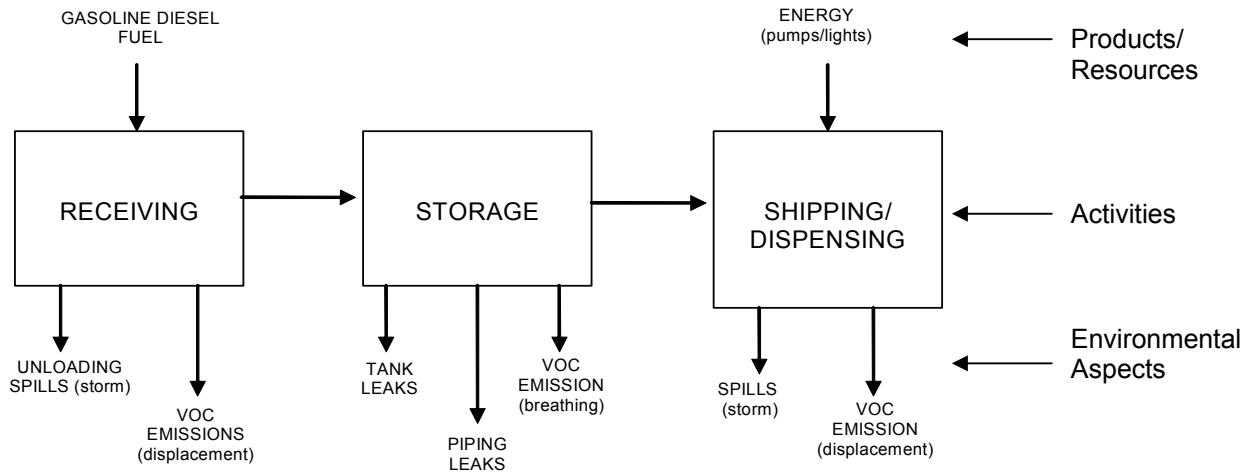 GASOLINE DIESEL
FUEL
ENERGY
(pumps/lights)
Products/
Resources
RECEIVING
STORAGE
SHIPPING/
DISPENSING
Activities
UNLOADING
SPILLS (storm)
VOC
EMISSIONS
(displacement)
TANK
LEAKS
PIPING
LEAKS
VOC
EMISSION
(breathing)
SPILLS
(storm)
VOC
EMISSION
(displacement)
Environmental
Aspects